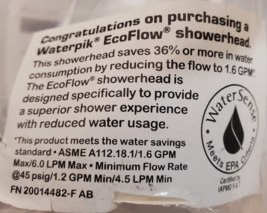 Congratulations on purchasing a
Waterpik® EcoFlow® showerhead.
This showerhead saves 36% or more in water
consumption by reducing the flow to 1.6 GPM*
The EcoFlow® showerhead is
designed specifically to provide
a superior shower experience
with reduced water usage.
*This product meets the water savings
standard • ASME A112.18.1/1.6 GPM
Max/6.0 LPM Max • Minimum Flow Rate
@45 psig/1.2 GPM Min/4.5 LPM Min
FN 20014482-F AB
WaterSense
Meets EPA Criteria
Certified by
IAPMO